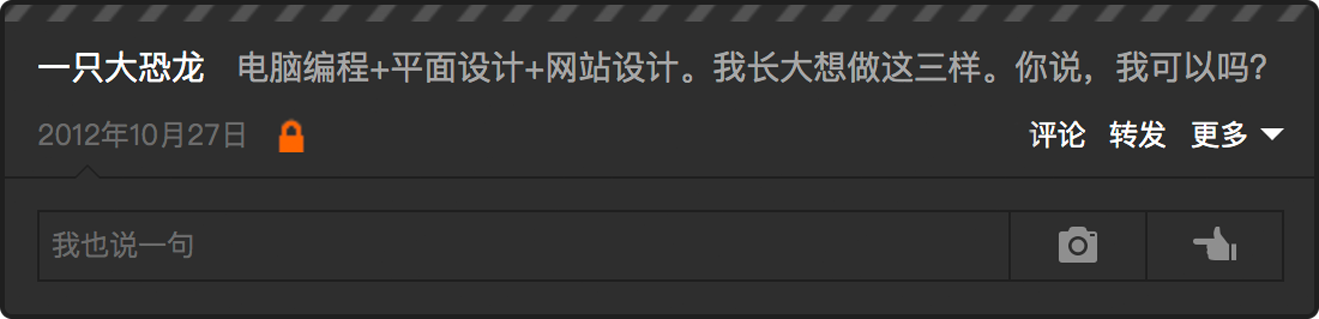 一只大恐龙 电脑编程+平面设计+网站设计。我长大想做这三样。你说，我可以吗？
2012年10月27日 评论 转发 更多
我也说一句